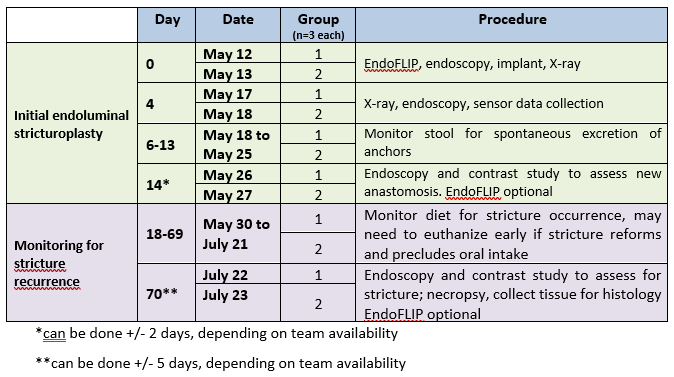 Day Date Group Procedure
(n=3 each)
Initial endoluminal
stricturoplasty
0
May 12 1
May 13 2
EndoFLIP, endoscopy, implant, X-ray
4
May 17 1
May 18 2
X-ray, endoscopy, sensor data collection
6-13
May 18 to
May 25
1
2
Monitor stool for spontaneous excretion of
anchors
14*
May 26 1
May 27 2
Endoscopy and contrast study to assess new
anastomosis. EndoFLIP optional
Monitoring for
stricture
recurrence
18-69
May 30 to
July 21
1
2
Monitor diet for stricture occurrence, may
need to euthanize early if stricture reforms
and precludes oral intake
70**
July 22 1
July 23 2
Endoscopy and contrast study to assess for
stricture; necropsy, collect tissue for histology
EndoFLIP optional
*can be done +/- 2 days, depending on team availability
**can be done +/- 5 days, depending on team availability